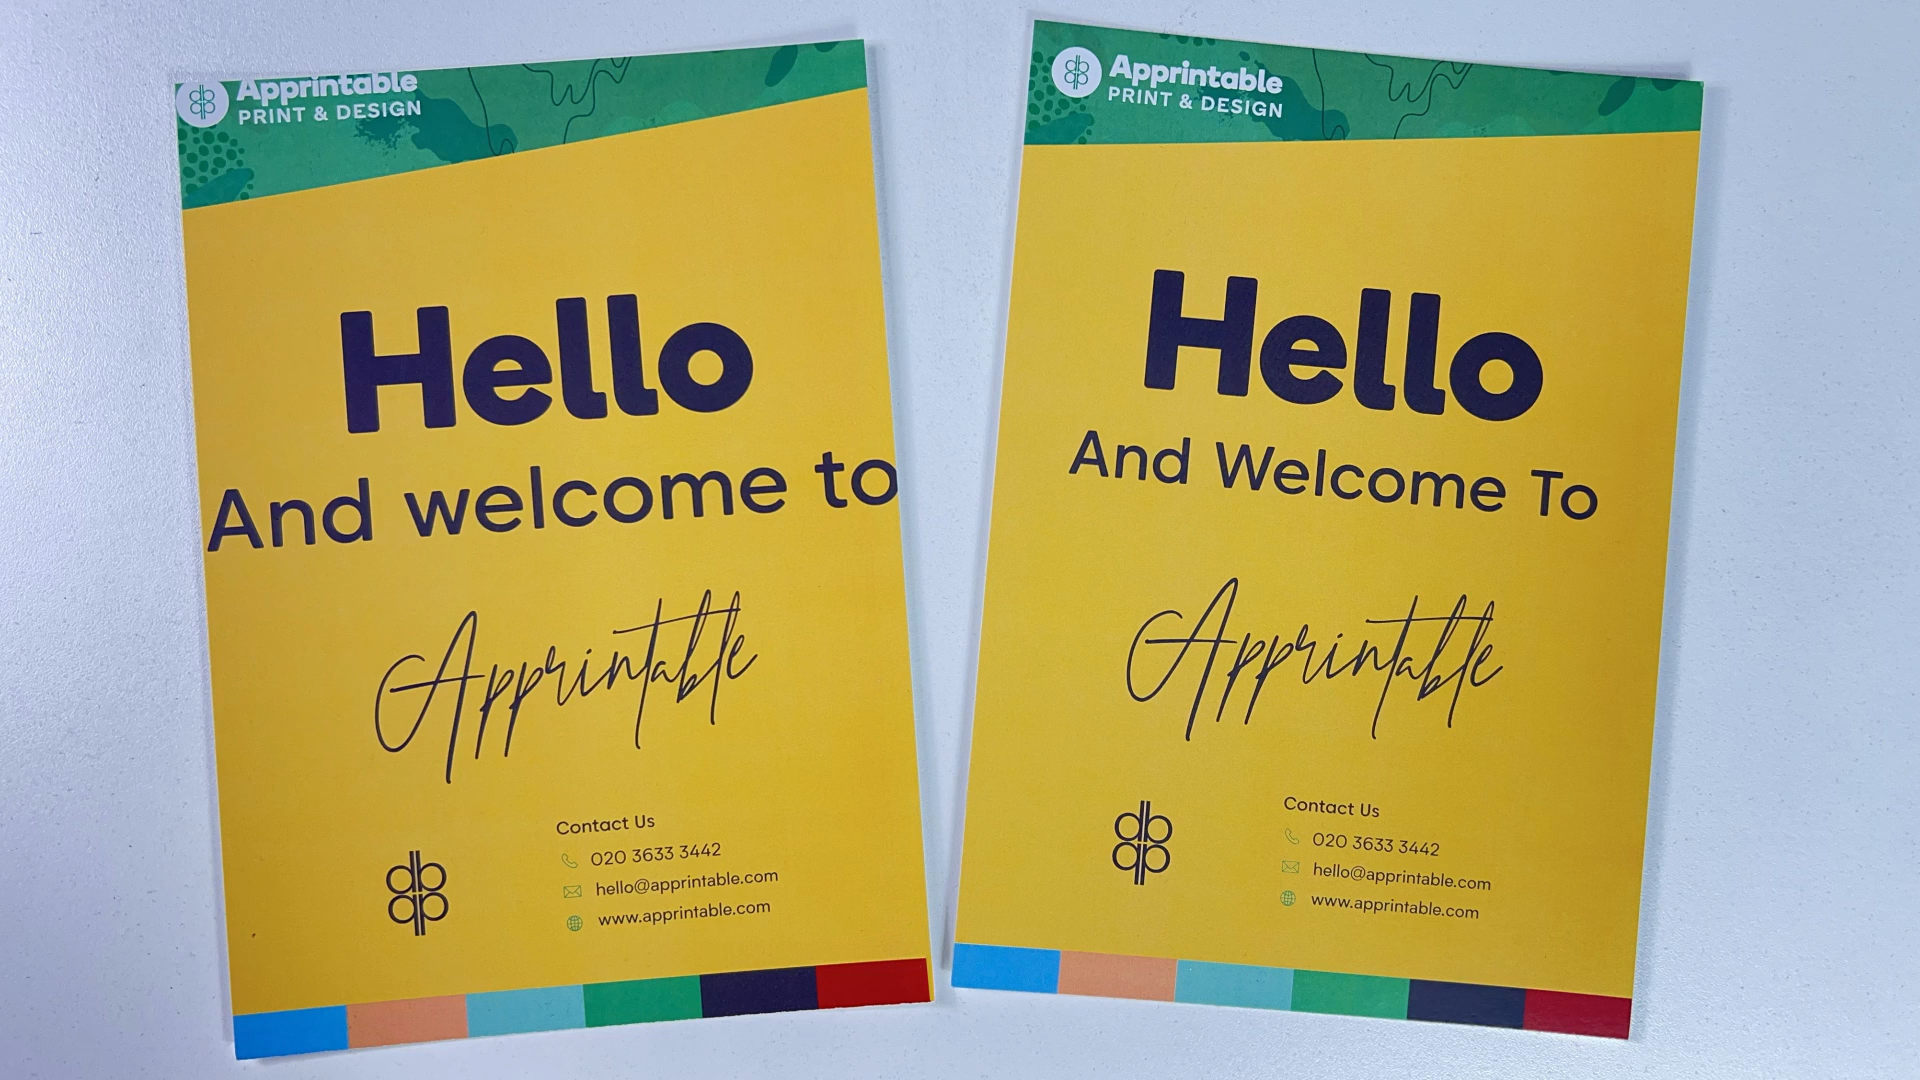 Apprintable
PRINT & DESIGN
Hello
And welcome to
Apprintable
Contact Us
020 3633 3442
hello@apprintable.com
www.apprintable.com
Apprintable
PRINT & DESIGN
Hello
And Welcome To
Apprintable
Contact Us
020 3633 3442
hello@apprintable.com
www.apprintable.com